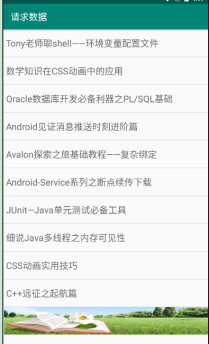 请求数据
Tony老师聊shell——环境变量配置文件
数学知识在CSS动画中的应用
Oracle数据库开发必备利器之PL/SQL基础
Android见证消息推送时刻进阶篇
Avalon探索之旅基础教程——复杂绑定
Android-Service系列之断点续传下载
JUnit—Java单元测试必备工具
细说Java多线程之内存可见性
CSS动画实用技巧
C++远征之起航篇